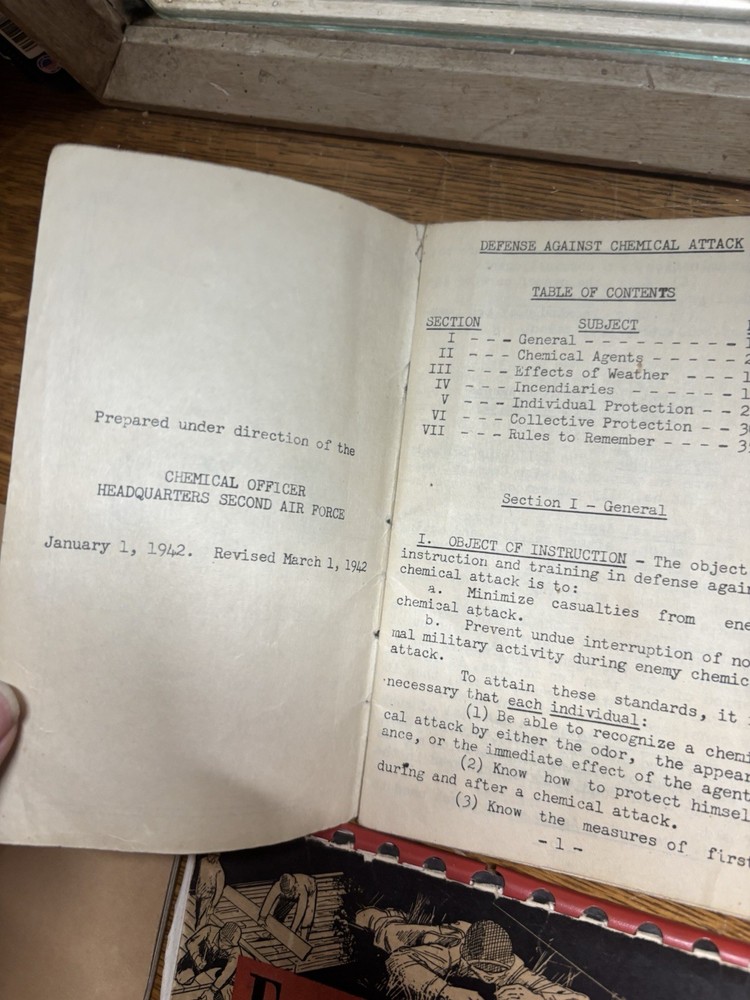 Prepared under direction of the
CHEMICAL OFFICER
HEADQUARTERS SECOND AIR FORCE
January 1, 1942. Revised March 1, 1942
DEFENSE AGAINST CHEMICAL ATTACK
TABLE OF CONTENTS
SECTION SUBJECT
I - - - General - - - - - - - - - 1
II - - - Chemical Agents - - - - - 2
III - - - Effects of Weather - - - 1
IV - - - Incendiaries - - - - - - 1
V - - - Individual Protection - - 2
VI - - - Collective Protection - - 3
VII - - - Rules to Remember - - - - 3
Section I - General
I. OBJECT OF INSTRUCTION - The object
instruction and training in defense
chemical attack is to:
a. Minimize casualties from
chemical attack.
b. Prevent undue interruption of
mal military activity during enemy
attack.
To attain these standards, it
necessary that each individual:
(1) Be able to recognize a
cal attack by either the odor, the
ance, or the immediate effect of the agent
(2) Know how to protect
during and after a chemical attack.
(3) Know the measures of first
- 1 -